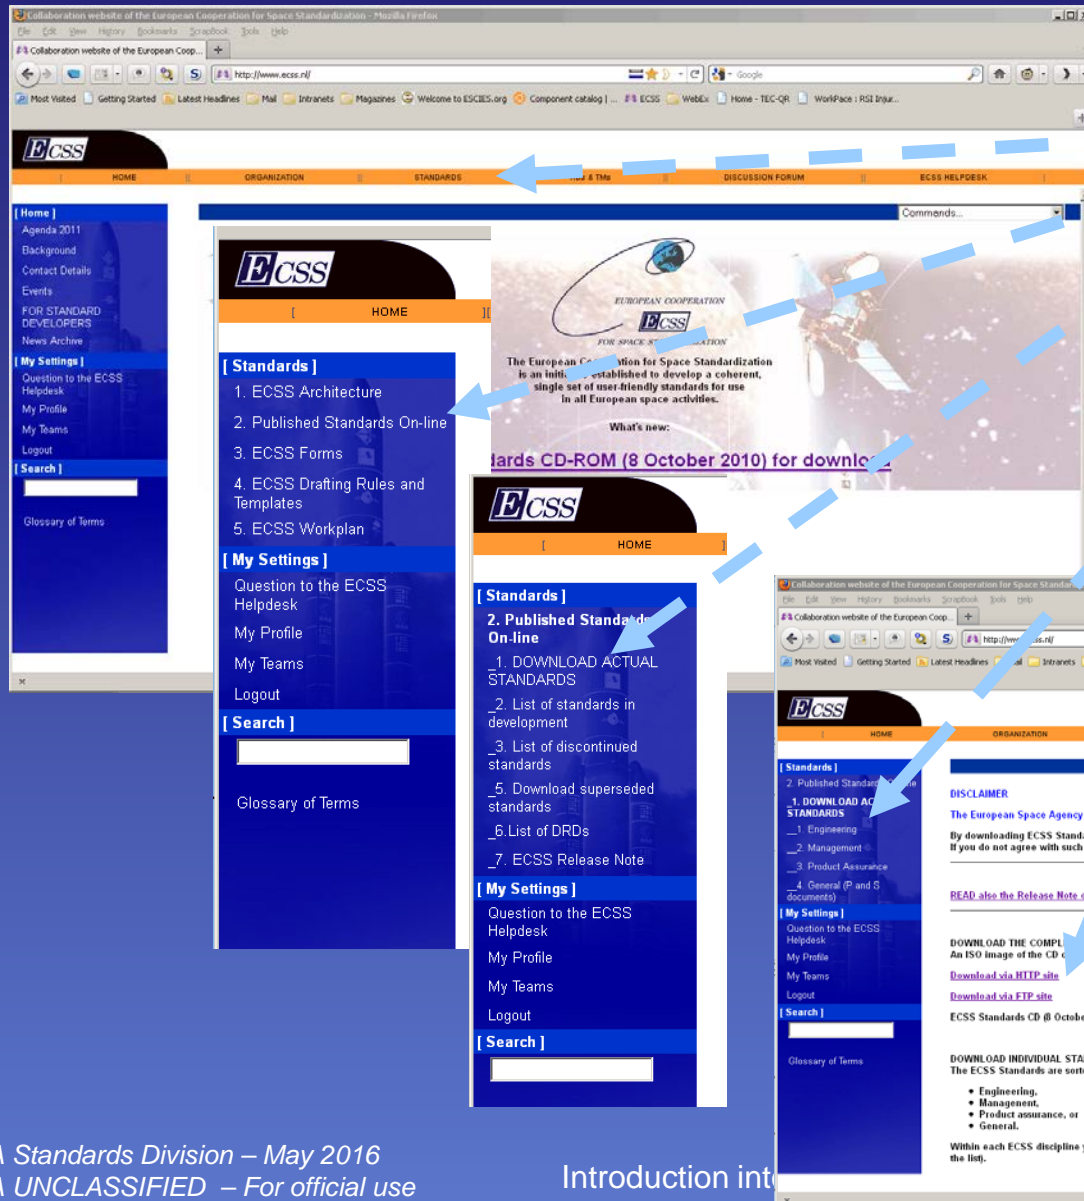 Collaboration website of the European Cooperation for Space Standardization - Mozilla Firefox
File Edit View History Bookmarks ScrapBook Tools Help
Collaboration website of the European Coop...
http://www.ecss.nl/
Google
Most Visited Getting Started Latest Headlines Mail Intranets Magazines Welcome to ESCIES.org Component catalog | ... ECSS WebEx Home - TEC-QR WorkPace : RSI Injur...
ECSS
[ HOME ][ ORGANIZATION ][ STANDARDS & TMs ][ DISCUSSION FORUM ][ ECSS HELPDESK ]
Commands...
[ Home ]
Agenda 2011
Background
Contact Details
Events
FOR STANDARD
DEVELOPERS
News Archive
[ My Settings ]
Question to the ECSS
Helpdesk
My Profile
My Teams
Logout
[ Search ]
Glossary of Terms
EUROPEAN COOPERATION
ECSS
FOR SPACE
The European for Space Standardization
is an established to develop a coherent,
single set of user-friendly standards for use
in all European space activities.
What's new:
dards CD-ROM (8 October 2010) for download
ECSS
[ HOME ][
[ Standards ]
1. ECSS Architecture
2. Published Standards On-line
3. ECSS Forms
4. ECSS Drafting Rules and
Templates
5. ECSS Workplan
[ My Settings ]
Question to the ECSS
Helpdesk
My Profile
My Teams
Logout
[ Search ]
Glossary of Terms
ECSS
[ HOME ]
[ Standards ]
2. Published Standards
On-line
_1. DOWNLOAD ACTUAL
STANDARDS
_2. List of standards in
development
_3. List of discontinued
standards
_5. Download superseded
standards
_6.List of DRDs
_7. ECSS Release Note
[ My Settings ]
Question to the ECSS
Helpdesk
My Profile
My Teams
Logout
[ Search ]
Collaboration website of the European Cooperation for Space Standar
File Edit View History Bookmarks ScrapBook Tools Help
Collaboration website of the European Coop...
Most Visited Getting Started Latest Headlines Intranets
ECSS
[ HOME ORGANIZATION
[ Standards ]
2. Published
_1. DOWNLOAD
STANDARDS
__1. Engineering
__2. Management
__3. Product Assurance
__4. General (P and S
documents)
[ My Settings ]
Question to the ECSS
Helpdesk
My Profile
My Teams
Logout
[ Search ]
Glossary of Terms
DISCLAIMER
The European Space Agency
By downloading ECSS Stand
If you do not agree with such
READ also the Release Note
DOWNLOAD THE COMPL
An ISO image of the CD
Download via HTTP site
Download via FTP site
ECSS Standards CD (8 Octobe
DOWNLOAD INDIVIDUAL STA
The ECSS Standards are sort
• Engineering,
• Management,
• Product assurance, or
• General.
Within each ECSS discipline
the list).
A Standards Division – May 2016
A UNCLASSIFIED – For official use
Introduction int